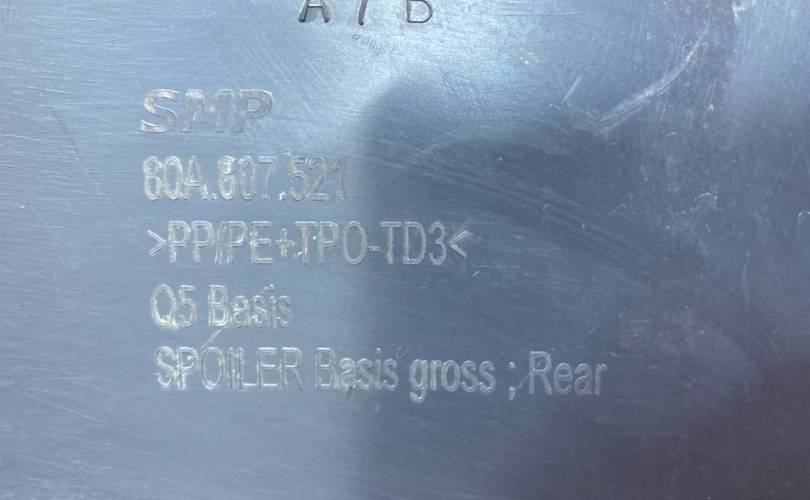 A / B
SMP
80A.807.521
>PP/PE+TPO-TD3<
Q5 Basis
SPOILER Basis gross ; Rear